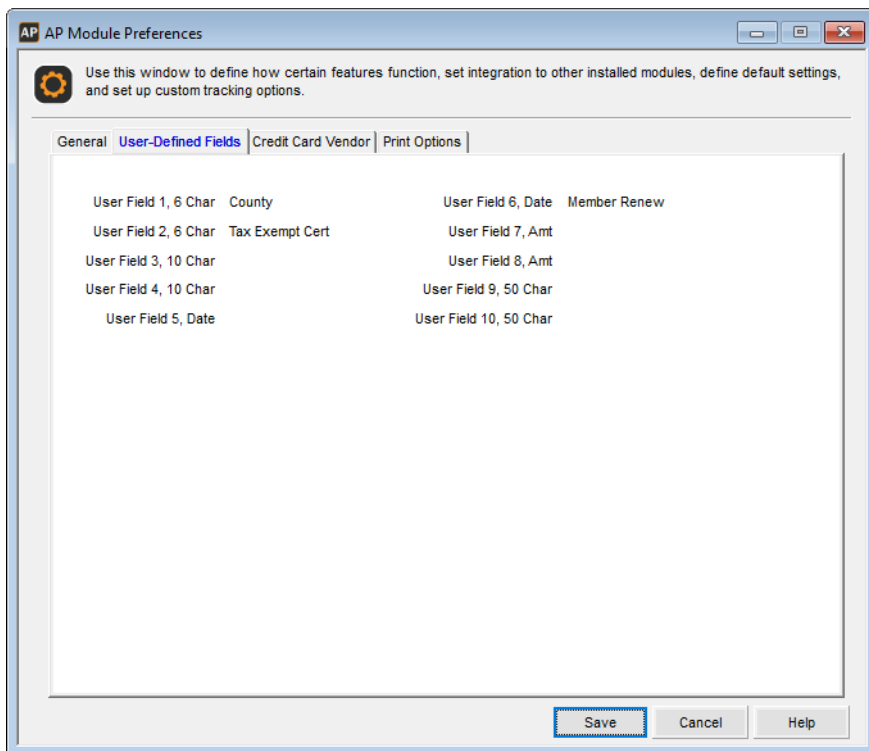 AP AP Module Preferences
Use this window to define how certain features function, set integration to other installed modules, define default settings,
and set up custom tracking options.
General User-Defined Fields Credit Card Vendor Print Options
User Field 1, 6 Char County User Field 6, Date Member Renew
User Field 2, 6 Char Tax Exempt Cert User Field 7, Amt
User Field 3, 10 Char User Field 8, Amt
User Field 4, 10 Char User Field 9, 50 Char
User Field 5, Date User Field 10, 50 Char
Save Cancel Help